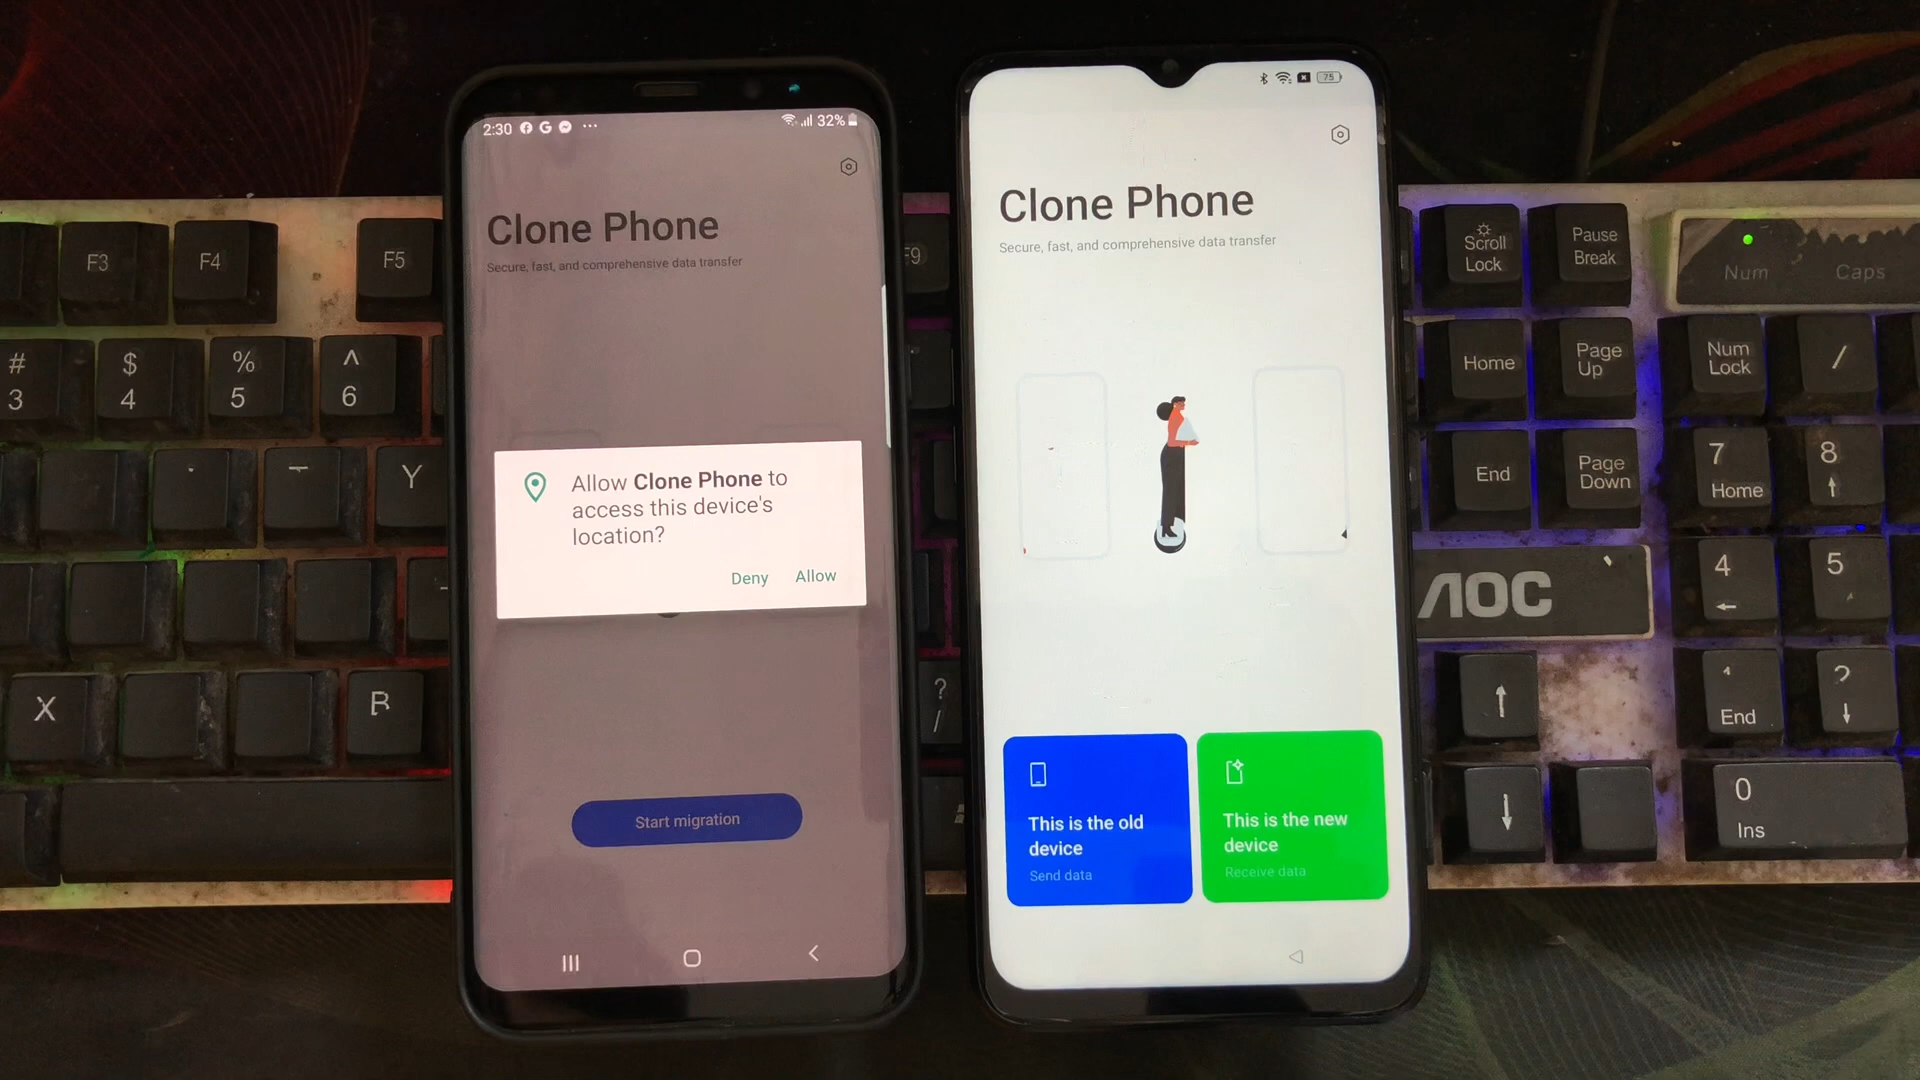 2:30
32%
Clone Phone
Secure, fast, and comprehensive data transfer
Allow Clone Phone to
access this device's
location?
Deny Allow
Start migration
75
Clone Phone
Secure, fast, and comprehensive data transfer
This is the old
device
Send data
This is the new
device
Receive data
F3
F4
F5
F9
#
3
$
4
%
5
^
6
Y
X
?
/
Scroll
Lock
Pause
Break
Num
Caps
Home
Page
Up
Num
Lock
/
End
Page
Down
7
Home
8
AOC
4
5
End
0
Ins